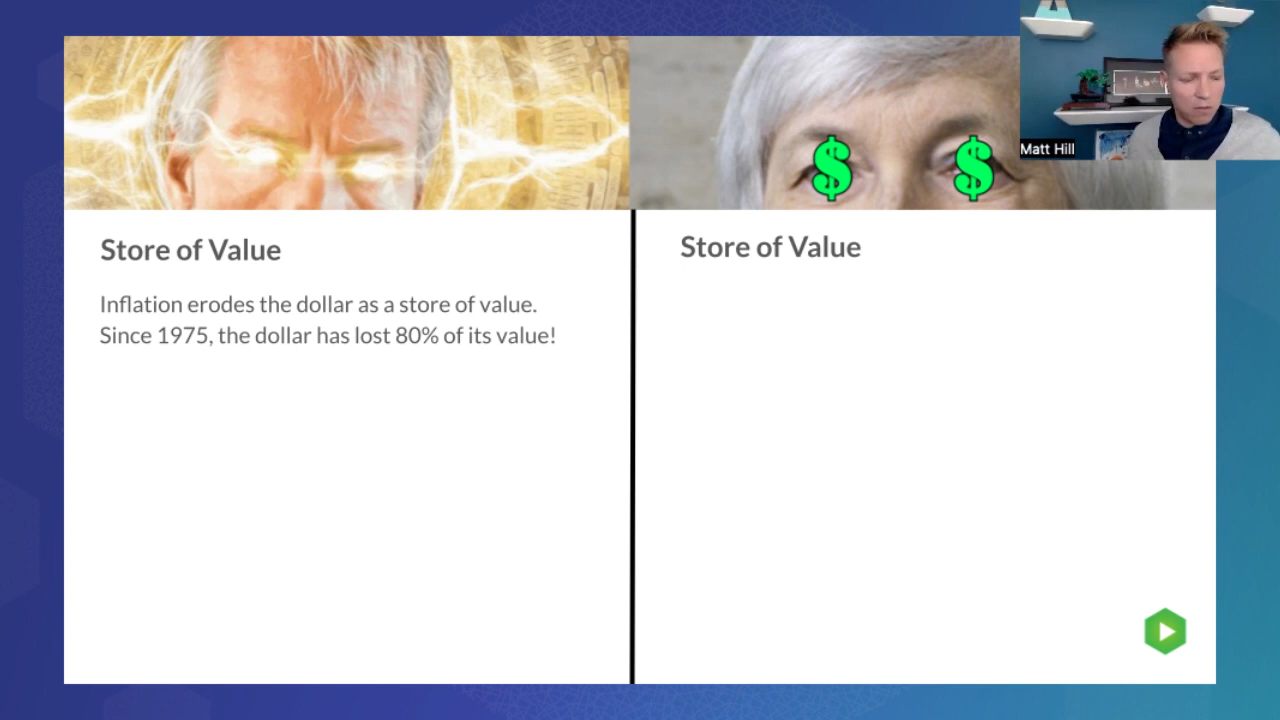 Matt Hill
$ $
Store of Value
Inflation erodes the dollar as a store of value.
Since 1975, the dollar has lost 80% of its value!
Store of Value